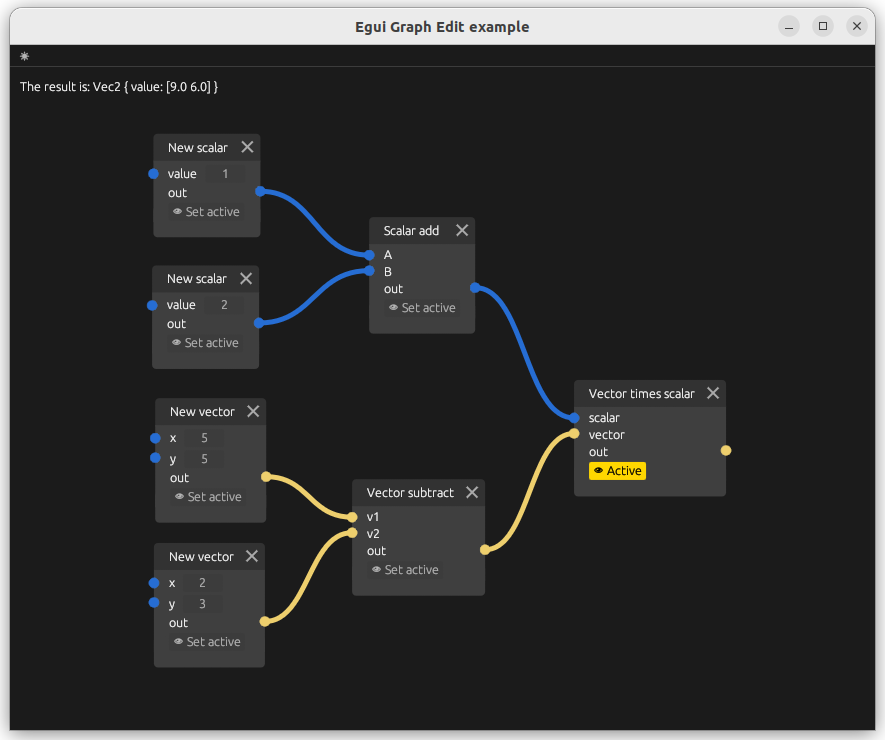 Egui Graph Edit example
The result is: Vec2 { value: [9.0 6.0] }
New scalar
value 1
out
Set active
New scalar
value 2
out
Set active
Scalar add
A
B
out
Set active
New vector
x 5
y 5
out
Set active
New vector
x 2
y 3
out
Set active
Vector subtract
v1
v2
out
Set active
Vector times scalar
scalar
vector
out
Active